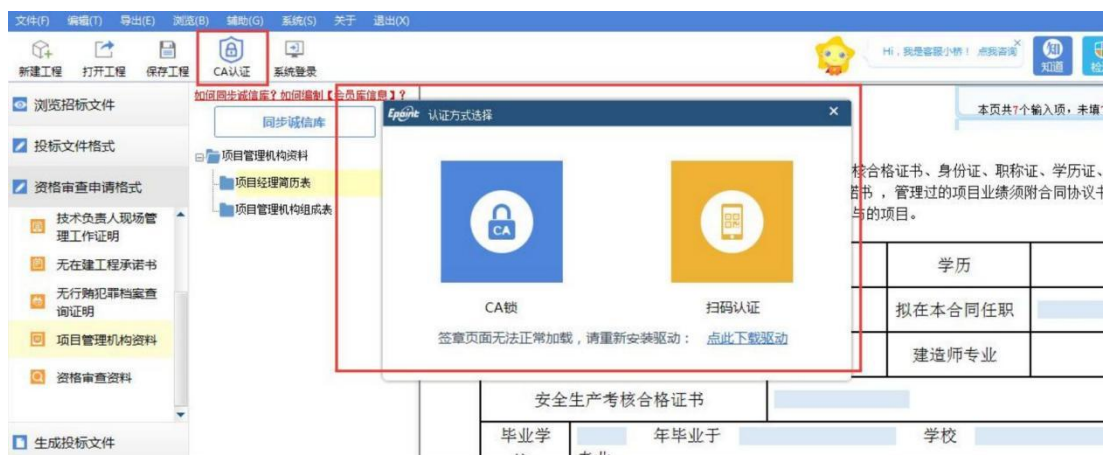 文件(F) 编辑(T) 导出(E) 浏览(B) 辅助(G) 系统(S) 关于 退出(X)
新建工程 打开工程 保存工程 CA认证 系统登录
Hi，我是客服小桥！点我咨询
知
知道
浏览招标文件
投标文件格式
资格审查申请格式
技术负责人现场管
理工作证明
无在建工程承诺书
无行贿犯罪档案查
询证明
项目管理机构资料
资格审查资料
生成投标文件
如何同步诚信库？如何编制【会员库信息】？
同步诚信库
项目管理机构资料
项目经理简历表
项目管理机构组成表
Epoint 认证方式选择
CA
CA锁 扫码认证
签章页面无法正常加载，请重新安装驱动： 点此下载驱动
本页共7个输入项，未填
核合格证书、身份证、职称证、学历证、
诺书，管理过的项目业绩须附合同协议书
与的项目。
学历
拟在本合同任职
建造师专业
安全生产考核合格证书
毕业学 年毕业于 学校